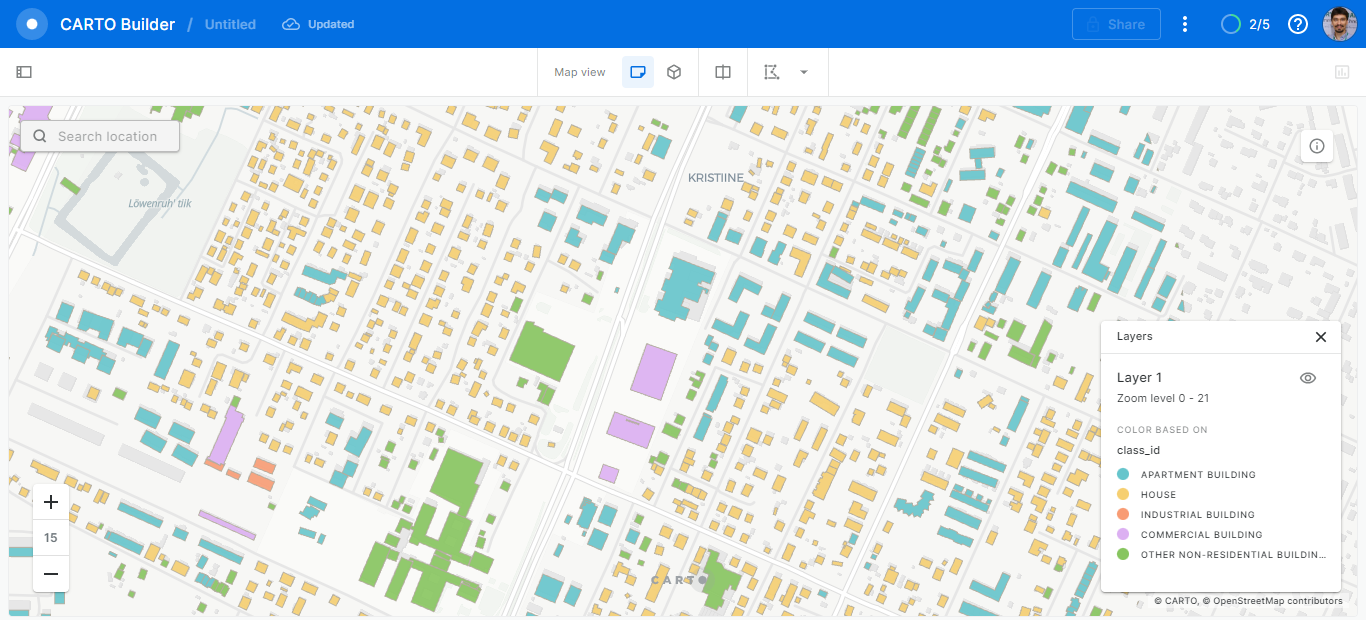 CARTO Builder / Untitled Updated Share 2/5
Map view
Search location
KRISTIINE
Löwenruh' tiik
Layers
Layer 1
Zoom level 0 - 21
COLOR BASED ON
class_id
APARTMENT BUILDING
HOUSE
INDUSTRIAL BUILDING
COMMERCIAL BUILDING
OTHER NON-RESIDENTIAL BUILDIN...
15
CARTO
© CARTO, © OpenStreetMap contributors